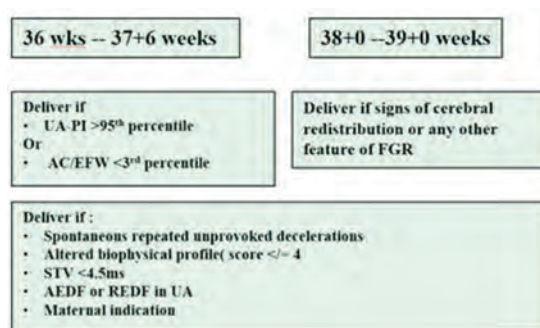 36 wks -- 37+6 weeks
38+0 --39+0 weeks
Deliver if
• UA-PI >95th percentile
Or
• AC/EFW <3rd percentile
Deliver if signs of cerebral
redistribution or any other
feature of FGR
Deliver if :
• Spontaneous repeated unprovoked decelerations
• Altered biophysical profile( score </= 4
• STV <4.5ms
• AEDF or REDF in UA
• Maternal indication